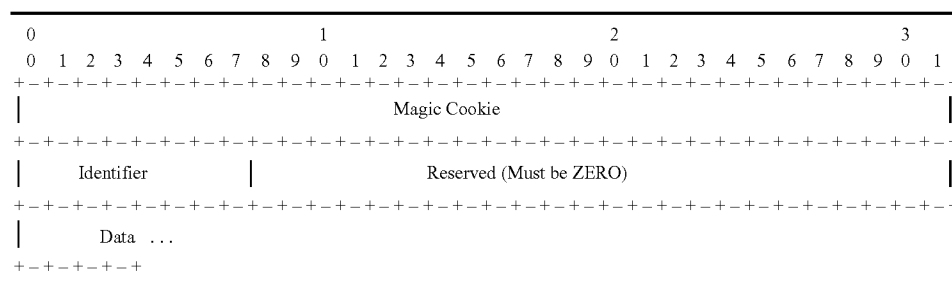 0 1 2 3
0 1 2 3 4 5 6 7 8 9 0 1 2 3 4 5 6 7 8 9 0 1 2 3 4 5 6 7 8 9 0 1
+-+-+-+-+-+-+-+-+-+-+-+-+-+-+-+-+-+-+-+-+-+-+-+-+-+-+-+-+-+-+-+-
| Magic Cookie |
+-+-+-+-+-+-+-+-+-+-+-+-+-+-+-+-+-+-+-+-+-+-+-+-+-+-+-+-+-+-+-+-
| Identifier | Reserved (Must be ZERO) |
+-+-+-+-+-+-+-+-+-+-+-+-+-+-+-+-+-+-+-+-+-+-+-+-+-+-+-+-+-+-+-+-
| Data ...
+-+-+-+-+